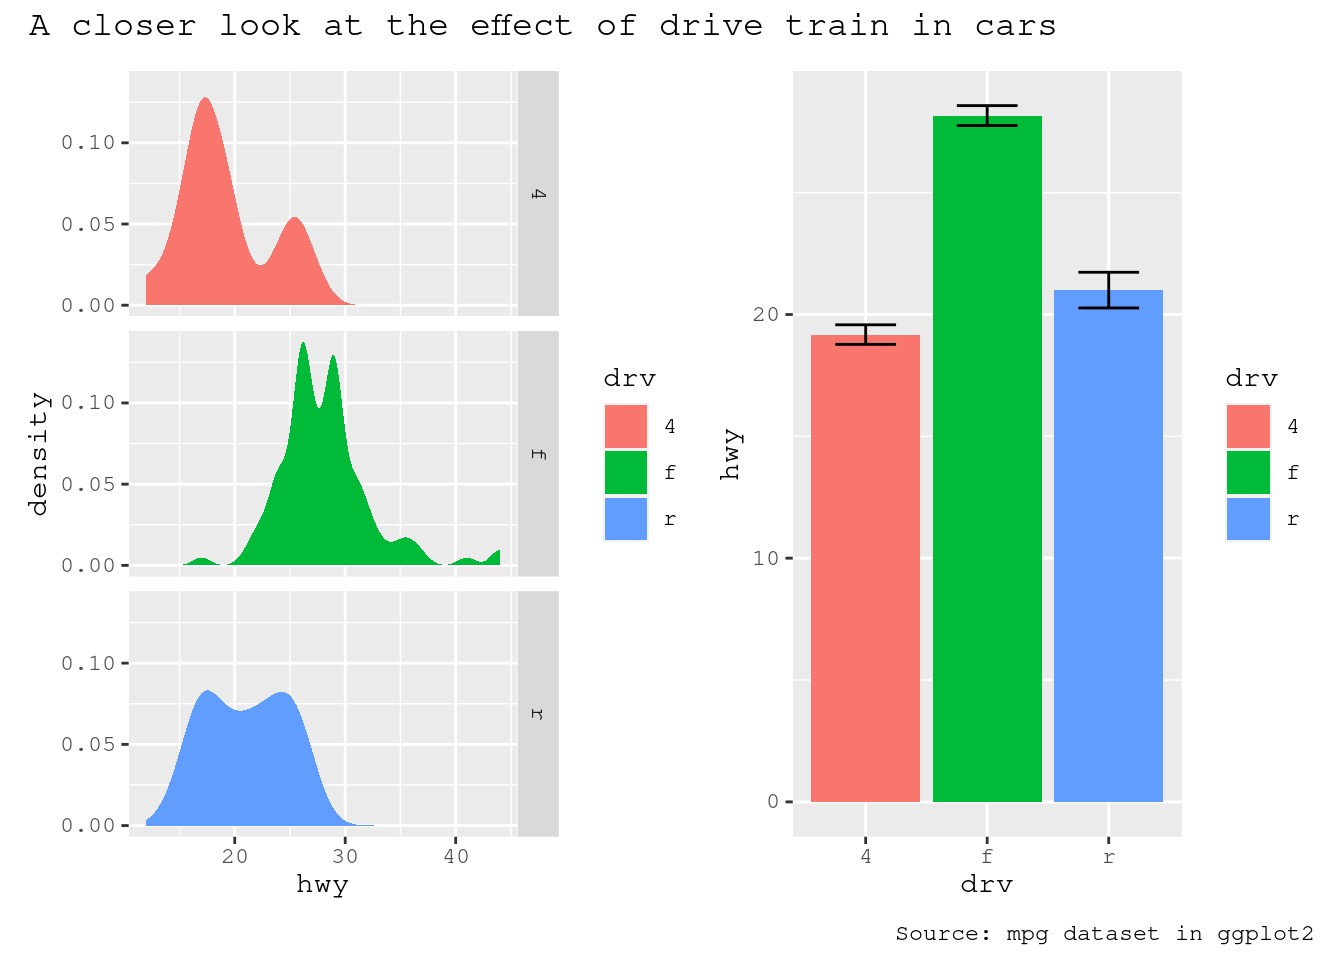 A closer look at the effect of drive train in cars
density
0.10
0.05
0.00
4
0.10
0.05
0.00
f
0.10
0.05
0.00
r
20 30 40
hwy
drv
4
f
r
hwy
20
10
0
4 f r
drv
drv
4
f
r
Source: mpg dataset in ggplot2